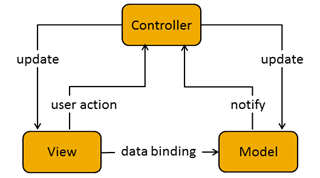 Controller
update
update
user action
notify
View
data binding
Model